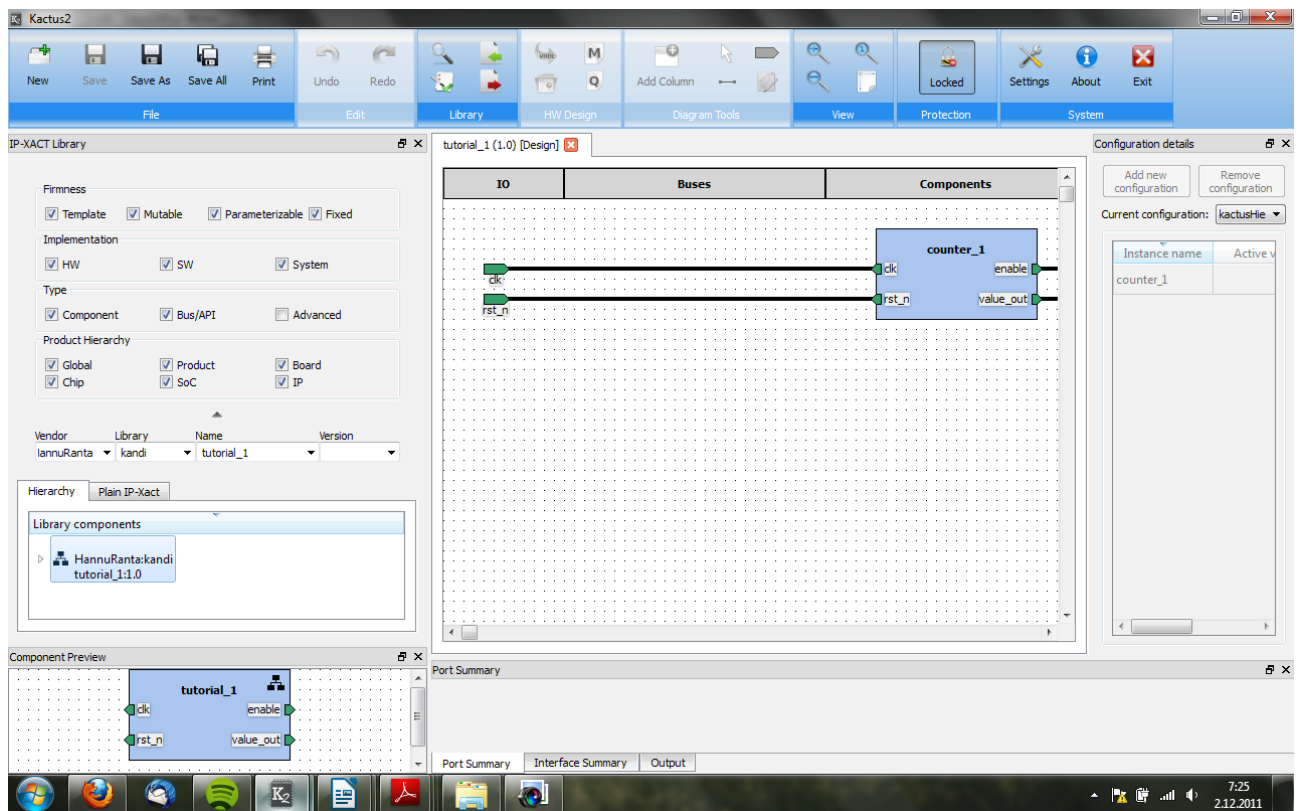 Kactus2
New Save Save As Save All Print Undo Redo VHDL M Q Add Column Locked Settings About Exit
File Edit Library HW Design Diagram Tools View Protection System
IP-XACT Library
Firmness
Template Mutable Parameterizable Fixed
Implementation
HW SW System
Type
Component Bus/API Advanced
Product Hierarchy
Global Product Board
Chip SoC IP
Vendor Library Name Version
lannuRanta kandi tutorial_1
Hierarchy Plain IP-Xact
Library components
HannuRanta:kandi
tutorial_1:1.0
Component Preview
tutorial_1
clk enable
rst_n value_out
tutorial_1 (1.0) [Design]
IO Buses Components
counter_1
clk clk enable
rst_n rst_n value_out
Configuration details
Add new configuration Remove configuration
Current configuration: kactusHie
Instance name Active v
counter_1
Port Summary
Port Summary Interface Summary Output
K2
7:25
2.12.2011